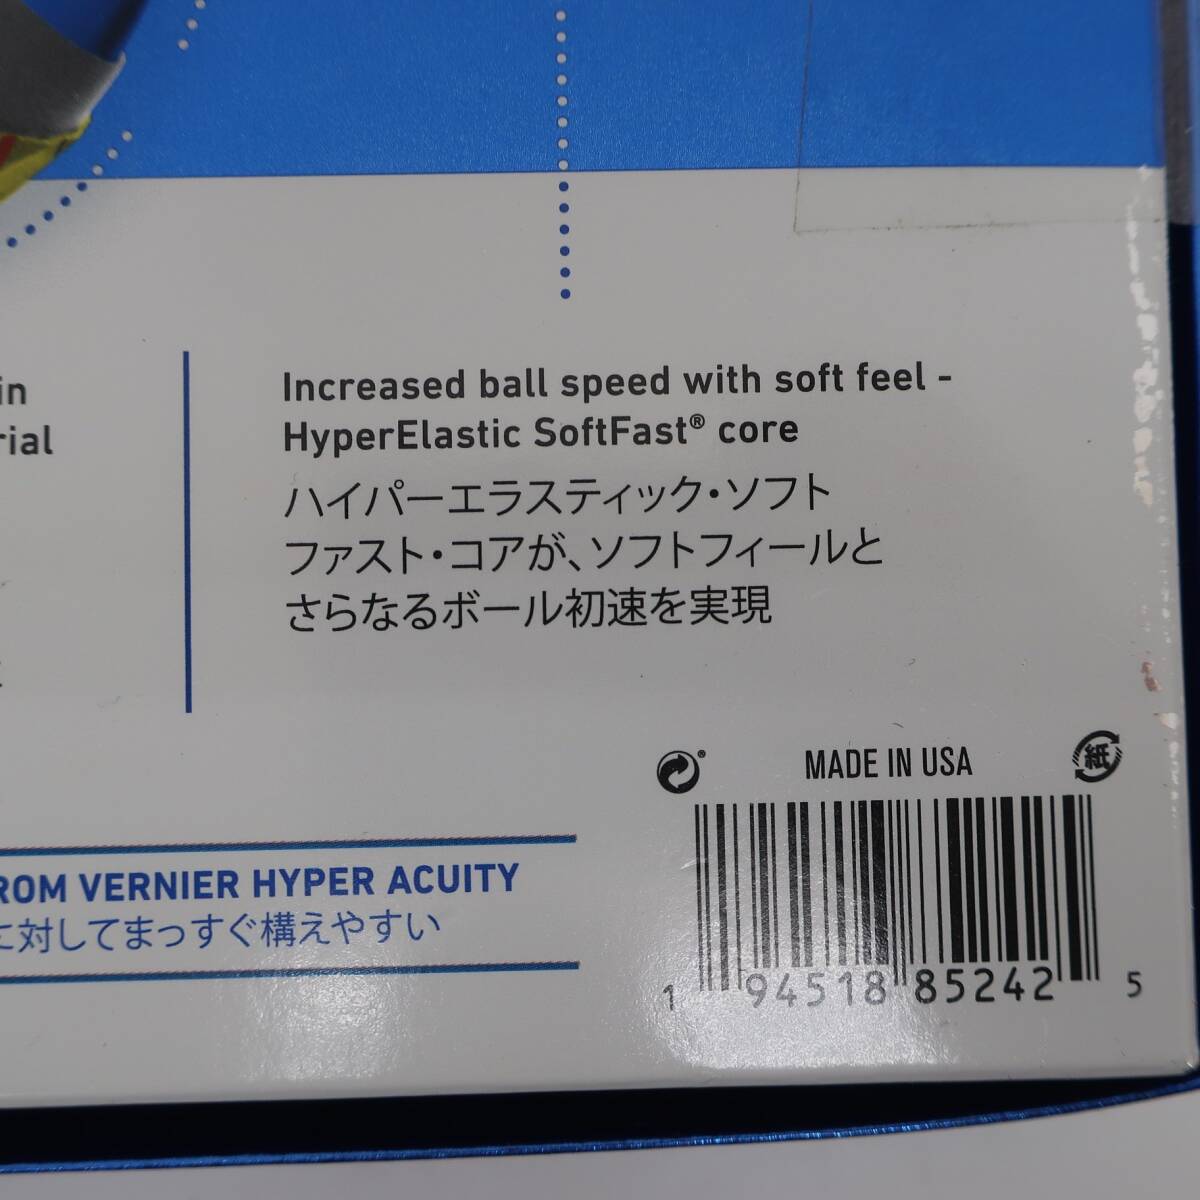 in
rial
Increased ball speed with soft feel -
HyperElastic SoftFast® core
ハイパーエラスティック・ソフト
ファスト・コアが、ソフトフィールと
さらなるボール初速を実現
MADE IN USA
紙
ROM VERNIER HYPER ACUITY
に対してまっすぐ構えやすい
1 94518 85242 5